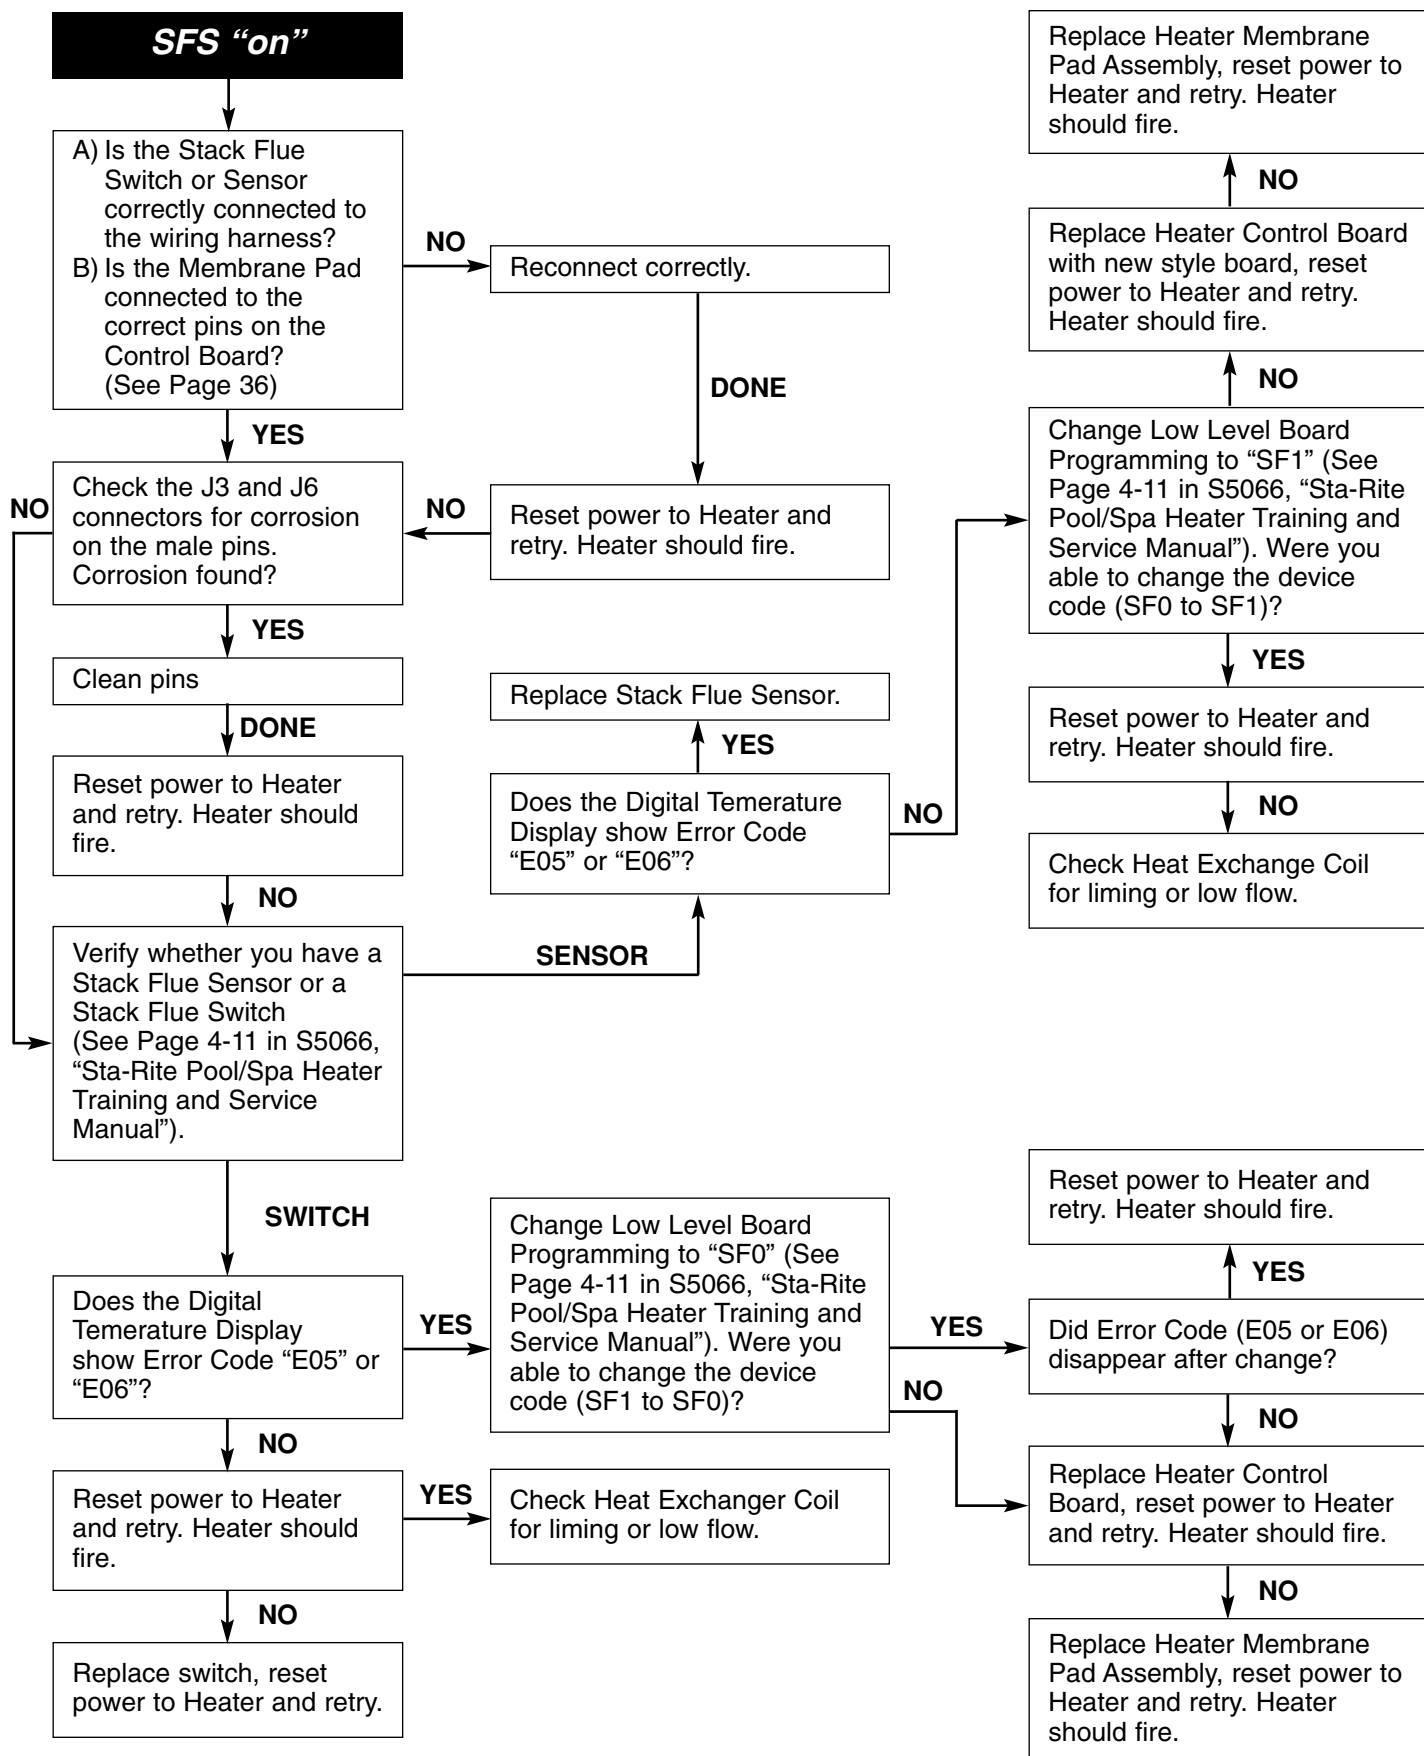 SFS “on”
A) Is the Stack Flue
Switch or Sensor
correctly connected to
the wiring harness?
B) Is the Membrane Pad
connected to the
correct pins on the
Control Board?
(See Page 36)
NO
Reconnect correctly.
DONE
Reset power to Heater and
retry. Heater should fire.
NO
YES
Check the J3 and J6
connectors for corrosion
on the male pins.
Corrosion found?
NO
YES
Clean pins
DONE
Reset power to Heater
and retry. Heater should
fire.
NO
Verify whether you have a
Stack Flue Sensor or a
Stack Flue Switch
(See Page 4-11 in S5066,
“Sta-Rite Pool/Spa Heater
Training and Service
Manual”).
SENSOR
Does the Digital Temerature
Display show Error Code
“E05” or “E06”?
YES
Replace Stack Flue Sensor.
NO
Change Low Level Board
Programming to “SF1” (See
Page 4-11 in S5066, “Sta-Rite
Pool/Spa Heater Training and
Service Manual”). Were you
able to change the device
code (SF0 to SF1)?
NO
Replace Heater Control Board
with new style board, reset
power to Heater and retry.
Heater should fire.
NO
Replace Heater Membrane
Pad Assembly, reset power to
Heater and retry. Heater
should fire.
YES
Reset power to Heater and
retry. Heater should fire.
NO
Check Heat Exchange Coil
for liming or low flow.
SWITCH
Does the Digital
Temerature Display
show Error Code “E05” or
“E06”?
YES
Change Low Level Board
Programming to “SF0” (See
Page 4-11 in S5066, “Sta-Rite
Pool/Spa Heater Training and
Service Manual”). Were you
able to change the device
code (SF1 to SF0)?
YES
Did Error Code (E05 or E06)
disappear after change?
YES
Reset power to Heater and
retry. Heater should fire.
NO
NO
Replace Heater Control
Board, reset power to Heater
and retry. Heater should fire.
NO
Replace Heater Membrane
Pad Assembly, reset power to
Heater and retry. Heater
should fire.
NO
Reset power to Heater
and retry. Heater should
fire.
YES
Check Heat Exchanger Coil
for liming or low flow.
NO
Replace switch, reset
power to Heater and retry.